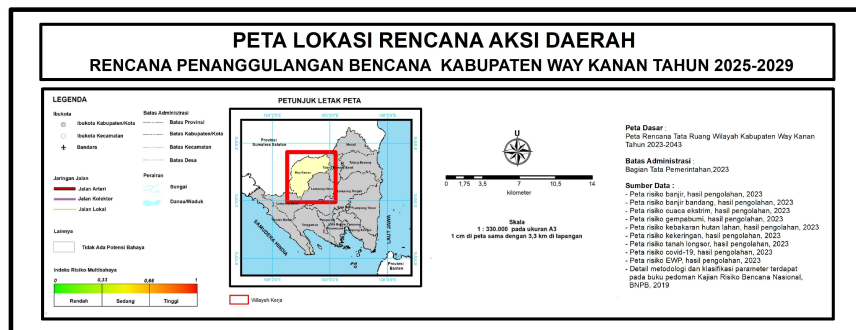 PETA LOKASI RENCANA AKSI DAERAH
RENCANA PENANGGULANGAN BENCANA KABUPATEN WAY KANAN TAHUN 2025-2029
LEGENDA
Ibukota
Ibukota Kabupaten/Kota
Ibukota Kecamatan
Bandara
Batas Administrasi
Batas Provinsi
Batas Kabupaten/Kota
Batas Kecamatan
Batas Desa
Jaringan Jalan
Jalan Arteri
Jalan Kolektor
Jalan Lokal
Perairan
Sungai
Danau/Waduk
Lainnya
Tidak Ada Potensi Bahaya
Indeks Risiko Multibahaya
0 0,33 0,66 1
Rendah Sedang Tinggi
PETUNJUK LETAK PETA
Provinsi
Sumatera Selatan
Mesuji
Tulang Bawang
Way Kanan
Tanggamus
SAMUDERA HINDIA
LAUT JAWA
Provinsi
Banten
Wilayah Kerja
U
0 1,75 3,5 7 10,5 14
kilometer
Skala
1 : 330.000 pada ukuran A3
1 cm di peta sama dengan 3,3 km di lapangan
Peta Dasar :
Peta Rencana Tata Ruang Wilayah Kabupaten Way Kanan
Tahun 2023-2043
Batas Administrasi :
Bagian Tata Pemerintahan,2023
Sumber Data :
- Peta risiko banjir, hasil pengolahan, 2023
- Peta risiko banjir bandang, hasil pengolahan, 2023
- Peta risiko cuaca ekstrim, hasil pengolahan, 2023
- Peta risiko gempabumi, hasil pengolahan, 2023
- Peta risiko kebakaran hutan lahan, hasil pengolahan, 2023
- Peta risiko kekeringan, hasil pengolahan, 2023
- Peta risiko tanah longsor, hasil pengolahan, 2023
- Peta risiko covid-19, hasil pengolahan, 2023
- Peta risiko EWP, hasil pengolahan, 2023
- Detail metodologi dan klasifikasi parameter terdapat
pada buku pedoman Kajian Risiko Bencana Nasional,
BNPB, 2019